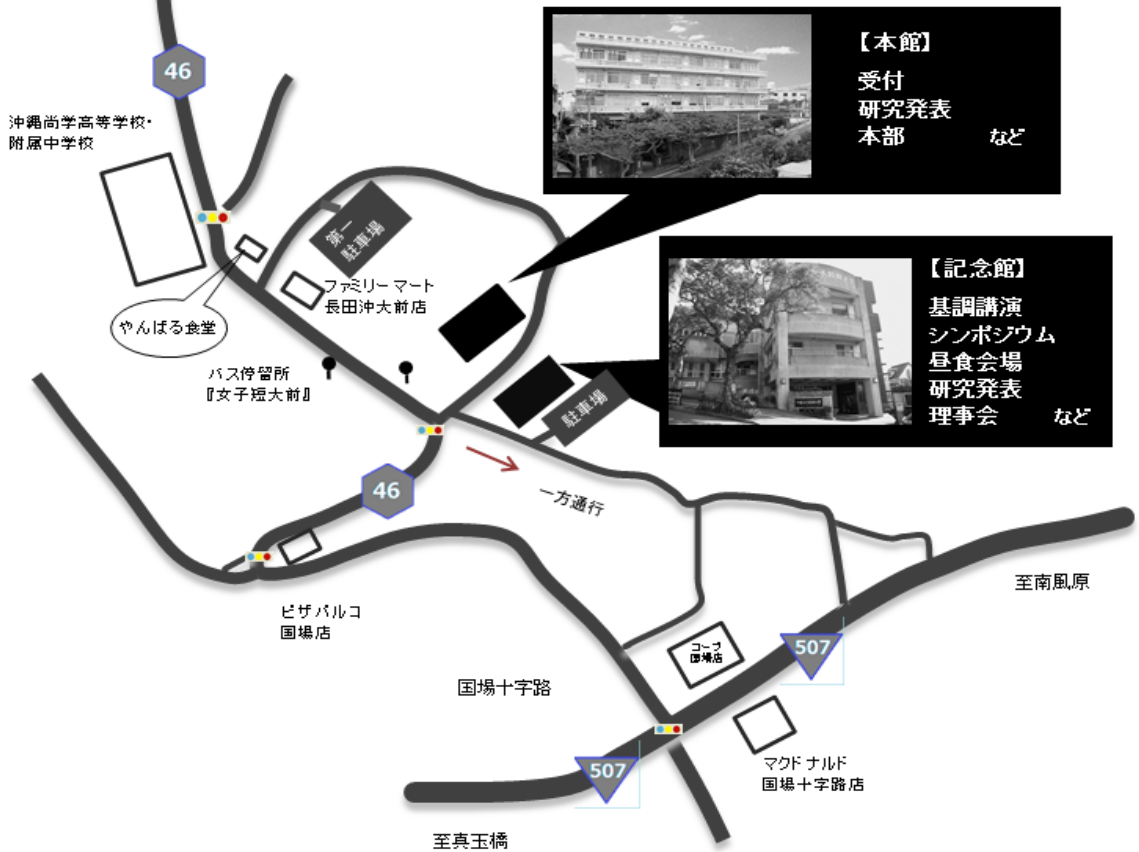 46
沖縄尚学高等学校・
附属中学校
【本館】
受付
研究発表
本部　　など
第一
駐車場
ファミリーマート
長田沖大前店
やんばる食堂
バス停留所
『女子短大前』
【記念館】
基調講演
シンポジウム
昼食会場
研究発表
理事会　　など
駐車場
一方通行
46
ピザパルコ
国場店
至南風原
コープ
国場店
507
国場十字路
マクドナルド
国場十字路店
507
至真玉橋